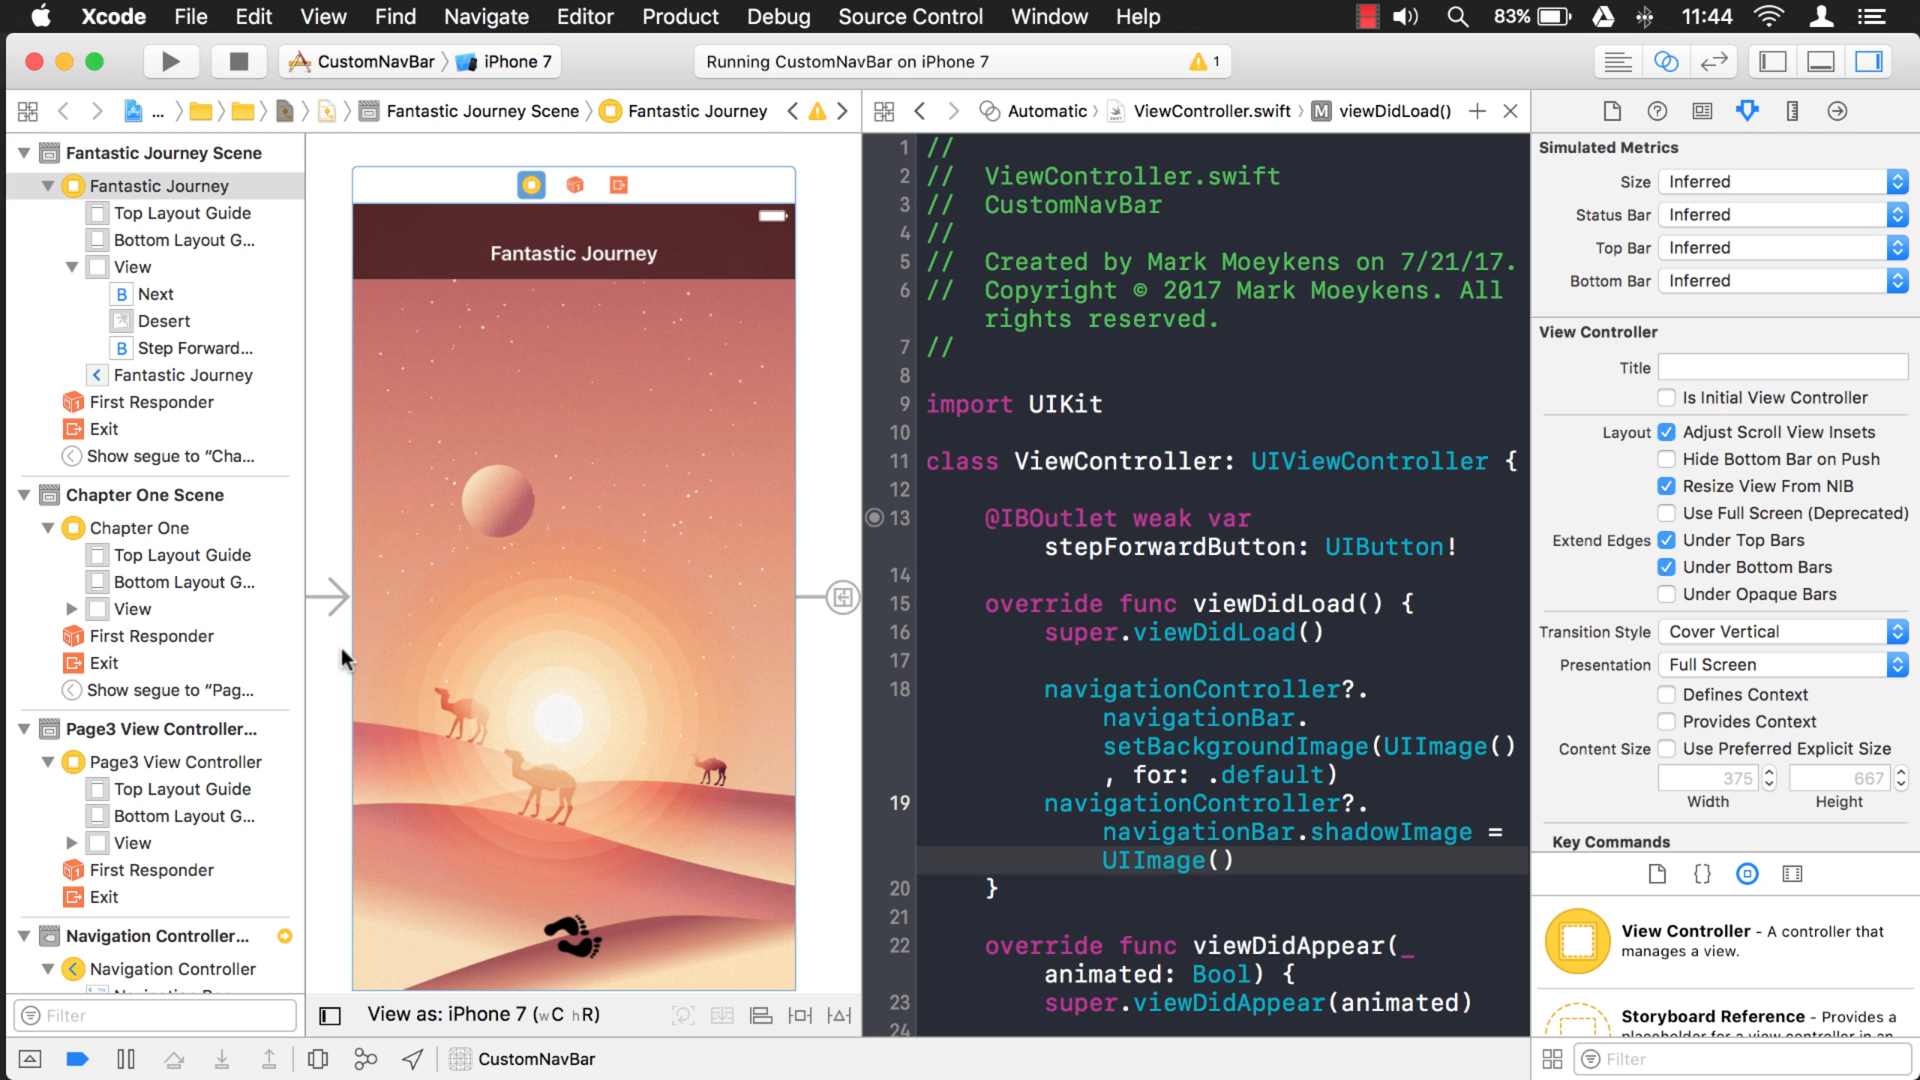 Xcode File Edit View Find Navigate Editor Product Debug Source Control Window Help 83% 11:44
CustomNavBar iPhone 7 Running CustomNavBar on iPhone 7 1
... Fantastic Journey Scene Fantastic Journey
Automatic ViewController.swift M viewDidLoad()
Fantastic Journey Scene
Fantastic Journey
Top Layout Guide
Bottom Layout G...
View
B Next
Desert
B Step Forward...
Fantastic Journey
First Responder
Exit
Show segue to “Cha...
Chapter One Scene
Chapter One
Top Layout Guide
Bottom Layout G...
View
First Responder
Exit
Show segue to “Pag...
Page3 View Controller...
Page3 View Controller
Top Layout Guide
Bottom Layout G...
View
First Responder
Exit
Navigation Controller...
Navigation Controller
Filter
Fantastic Journey
View as: iPhone 7 (wC hR)
1 //
2 // ViewController.swift
3 // CustomNavBar
4 //
5 // Created by Mark Moeykens on 7/21/17.
6 // Copyright © 2017 Mark Moeykens. All
rights reserved.
7 //
8
9 import UIKit
10
11 class ViewController: UIViewController {
12
13 @IBOutlet weak var
stepForwardButton: UIButton!
14
15 override func viewDidLoad() {
16 super.viewDidLoad()
17
18 navigationController?.
navigationBar.
setBackgroundImage(UIImage()
, for: .default)
19 navigationController?.
navigationBar.shadowImage =
UIImage()
20 }
21
22 override func viewDidAppear(_
animated: Bool) {
23 super.viewDidAppear(animated)
24
Simulated Metrics
Size Inferred
Status Bar Inferred
Top Bar Inferred
Bottom Bar Inferred
View Controller
Title
Is Initial View Controller
Layout Adjust Scroll View Insets
Hide Bottom Bar on Push
Resize View From NIB
Use Full Screen (Deprecated)
Extend Edges Under Top Bars
Under Bottom Bars
Under Opaque Bars
Transition Style Cover Vertical
Presentation Full Screen
Defines Context
Provides Context
Content Size Use Preferred Explicit Size
375 667
Width Height
Key Commands
{}
View Controller - A controller that
manages a view.
Storyboard Reference - Provides a
placeholder for a view controller in an
Filter
CustomNavBar